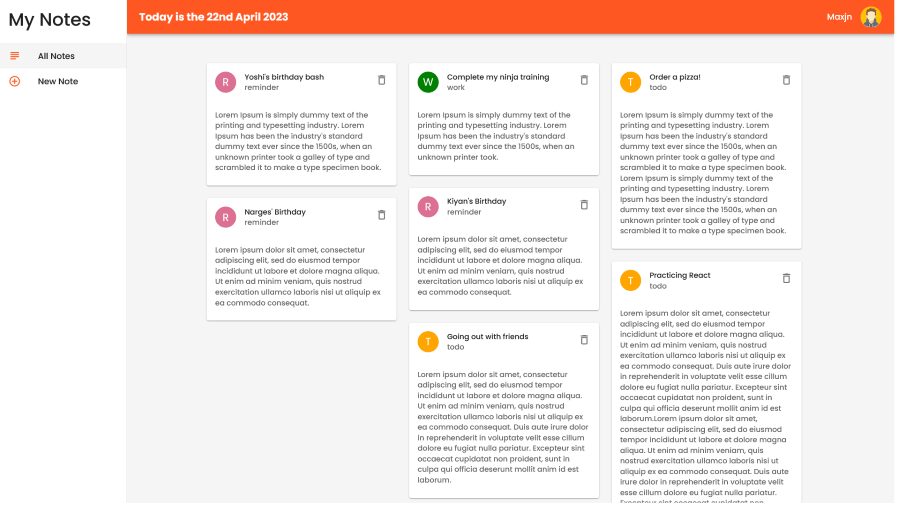 My Notes
All Notes
New Note
Today is the 22nd April 2023
Maxjn
R
Yoshi's birthday bash
reminder
Lorem Ipsum is simply dummy text of the
printing and typesetting industry. Lorem
Ipsum has been the industry's standard
dummy text ever since the 1500s, when an
unknown printer took a galley of type and
scrambled it to make a type specimen book.
R
Narges' Birthday
reminder
Lorem ipsum dolor sit amet, consectetur
adipiscing elit, sed do eiusmod tempor
incididunt ut labore et dolore magna aliqua.
Ut enim ad minim veniam, quis nostrud
exercitation ullamco laboris nisi ut aliquip ex
ea commodo consequat.
W
Complete my ninja training
work
Lorem Ipsum is simply dummy text of the
printing and typesetting industry. Lorem
Ipsum has been the industry's standard
dummy text ever since the 1500s, when an
unknown printer took.
R
Kiyan's Birthday
reminder
Lorem ipsum dolor sit amet, consectetur
adipiscing elit, sed do eiusmod tempor
incididunt ut labore et dolore magna aliqua.
Ut enim ad minim veniam, quis nostrud
exercitation ullamco laboris nisi ut aliquip ex
ea commodo consequat.
T
Going out with friends
todo
Lorem ipsum dolor sit amet, consectetur
adipiscing elit, sed do eiusmod tempor
incididunt ut labore et dolore magna aliqua.
Ut enim ad minim veniam, quis nostrud
exercitation ullamco laboris nisi ut aliquip ex
ea commodo consequat. Duis aute irure dolor
in reprehenderit in voluptate velit esse cillum
dolore eu fugiat nulla pariatur. Excepteur sint
occaecat cupidatat non proident, sunt in
culpa qui officia deserunt mollit anim id est
laborum.
T
Order a pizza!
todo
Lorem Ipsum is simply dummy text of the
printing and typesetting industry. Lorem
Ipsum has been the industry's standard
dummy text ever since the 1500s, when an
unknown printer took a galley of type and
scrambled it to make a type specimen book.
Lorem Ipsum is simply dummy text of the
printing and typesetting industry. Lorem
Ipsum has been the industry's standard
dummy text ever since the 1500s, when an
unknown printer took a galley of type and
scrambled it to make a type specimen book.
T
Practicing React
todo
Lorem ipsum dolor sit amet, consectetur
adipiscing elit, sed do eiusmod tempor
incididunt ut labore et dolore magna aliqua.
Ut enim ad minim veniam, quis nostrud
exercitation ullamco laboris nisi ut aliquip ex
ea commodo consequat. Duis aute irure dolor
in reprehenderit in voluptate velit esse cillum
dolore eu fugiat nulla pariatur. Excepteur sint
occaecat cupidatat non proident, sunt in
culpa qui officia deserunt mollit anim id est
laborum.Lorem ipsum dolor sit amet,
consectetur adipiscing elit, sed do eiusmod
tempor incididunt ut labore et dolore magna
aliqua. Ut enim ad minim veniam, quis
nostrud exercitation ullamco laboris nisi ut
aliquip ex ea commodo consequat. Duis aute
irure dolor in reprehenderit in voluptate velit
esse cillum dolore eu fugiat nulla pariatur.
Excepteur sint occaecat cupidatat non